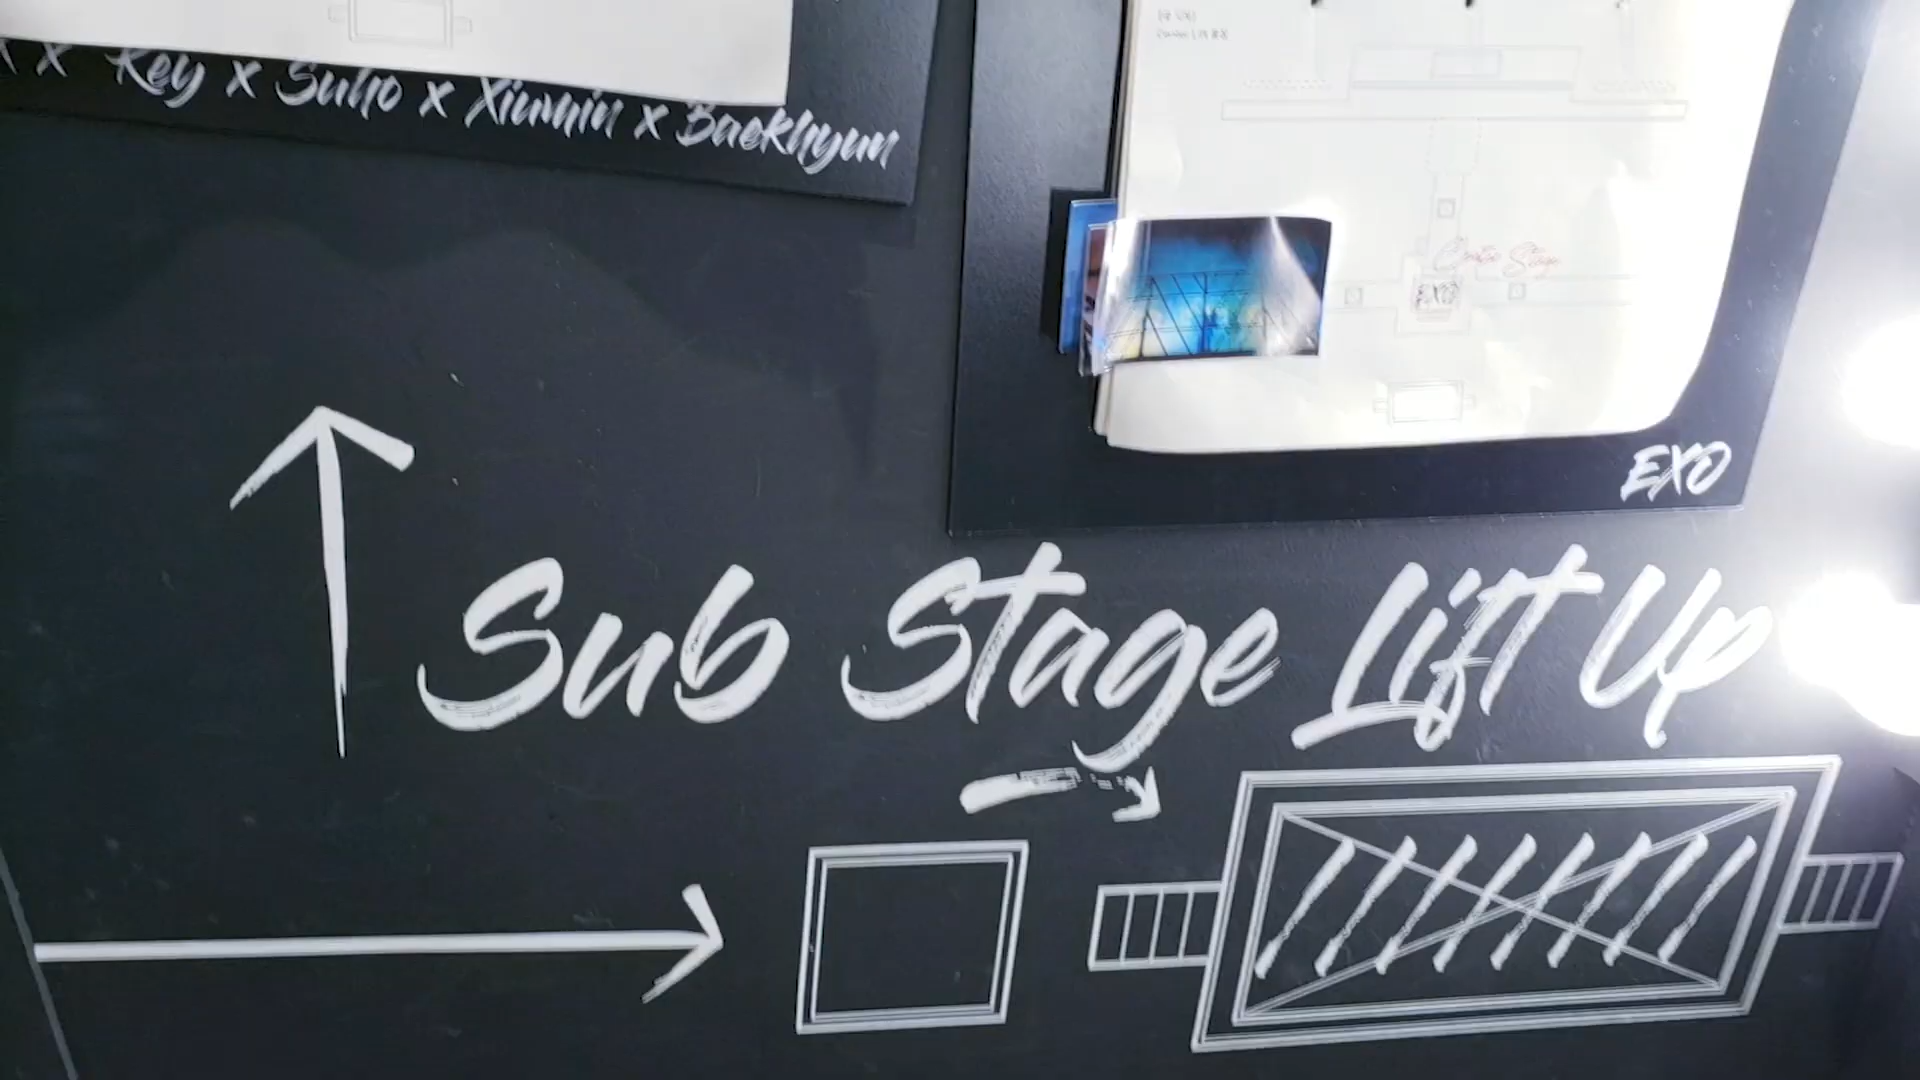 x Key x Suho x Xiumin x Baekhyun
Center Stage
EXO
EXO
Sub Stage Lift Up